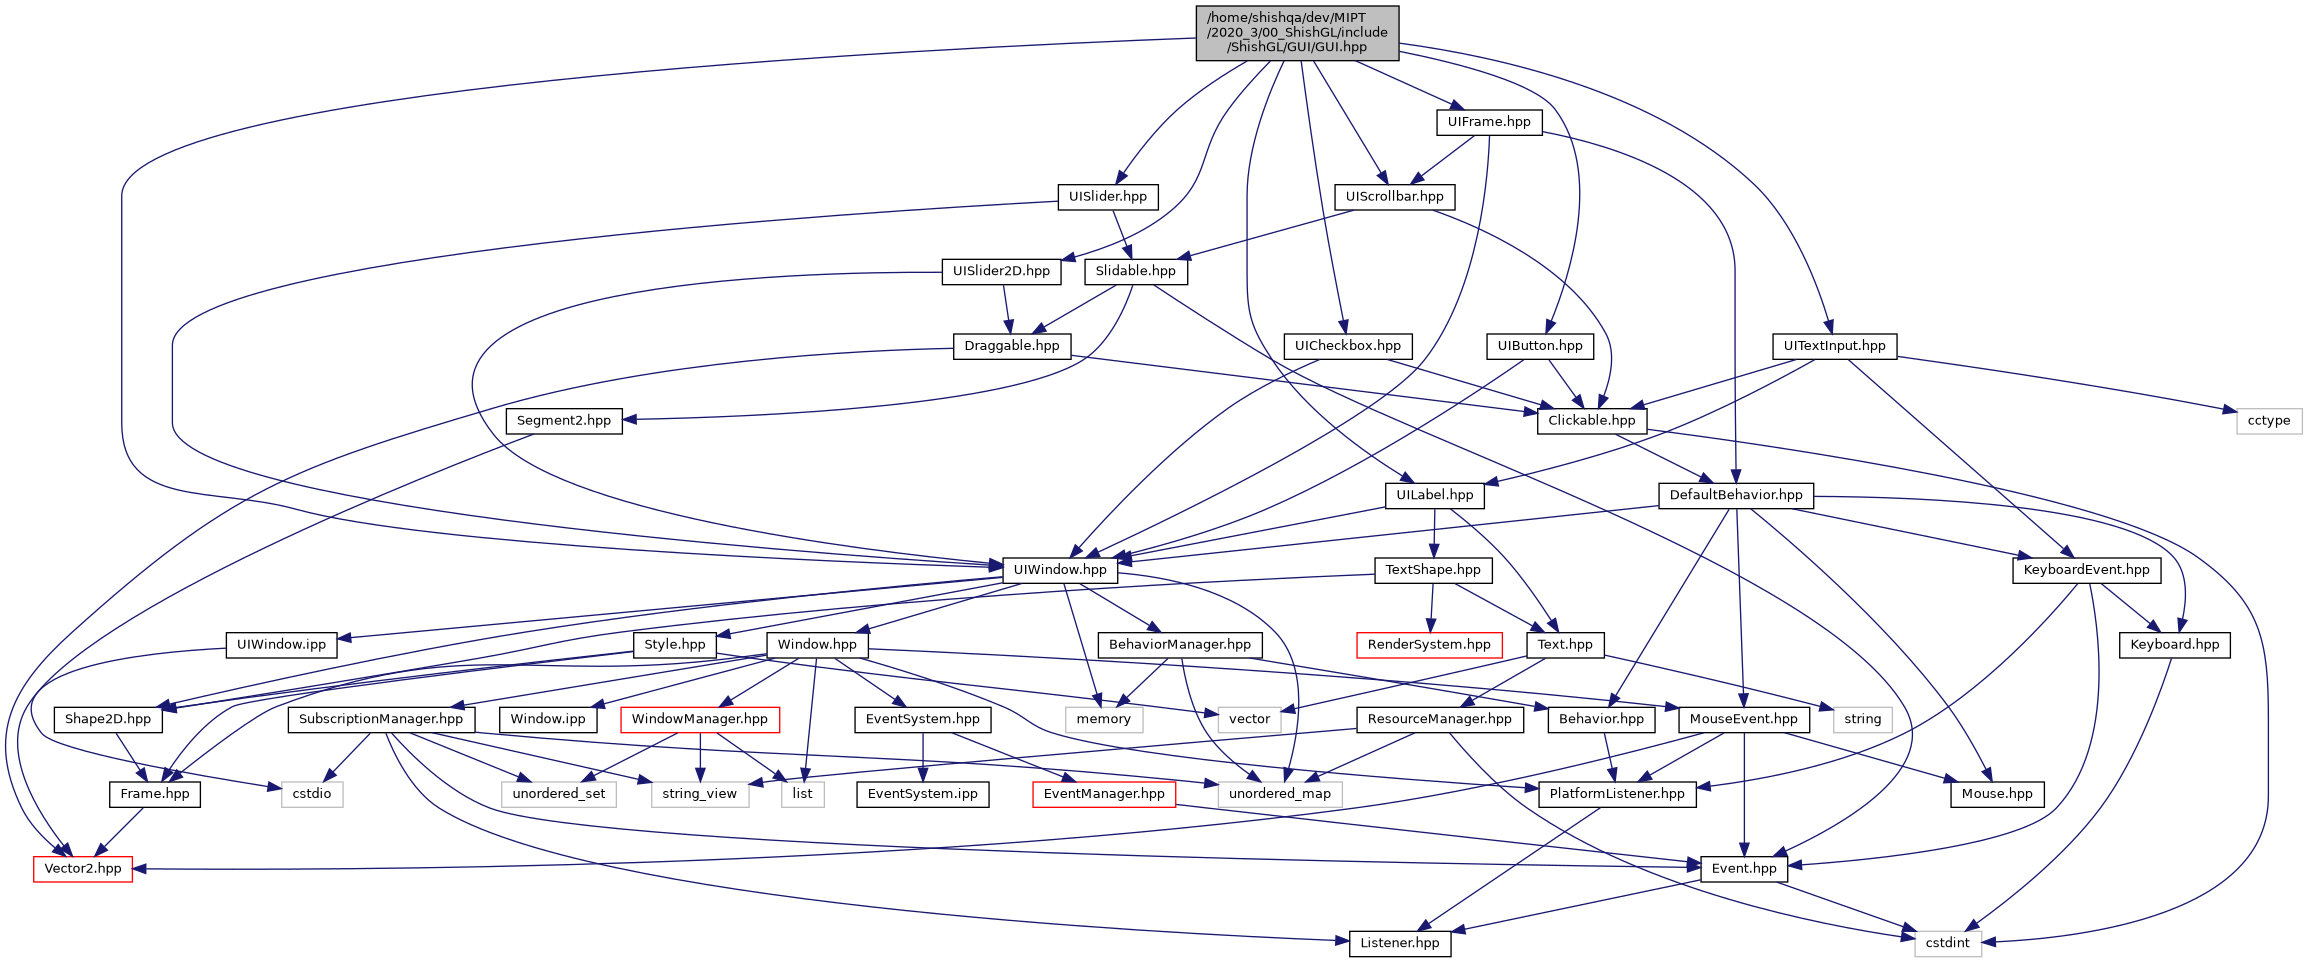 /home/shishqa/dev/MIPT
/2020_3/00_ShishGL/include
/ShishGL/GUI/GUI.hpp
UIFrame.hpp
UISlider.hpp
UIScrollbar.hpp
UISlider2D.hpp
Slidable.hpp
Draggable.hpp
UICheckbox.hpp
UIButton.hpp
UITextInput.hpp
Segment2.hpp
Clickable.hpp
cctype
UILabel.hpp
DefaultBehavior.hpp
UIWindow.hpp
TextShape.hpp
KeyboardEvent.hpp
UIWindow.ipp
Style.hpp
Window.hpp
BehaviorManager.hpp
RenderSystem.hpp
Text.hpp
Keyboard.hpp
Shape2D.hpp
SubscriptionManager.hpp
Window.ipp
WindowManager.hpp
EventSystem.hpp
memory
vector
ResourceManager.hpp
Behavior.hpp
MouseEvent.hpp
string
Frame.hpp
cstdio
unordered_set
string_view
list
EventSystem.ipp
EventManager.hpp
unordered_map
PlatformListener.hpp
Mouse.hpp
Vector2.hpp
Event.hpp
Listener.hpp
cstdint